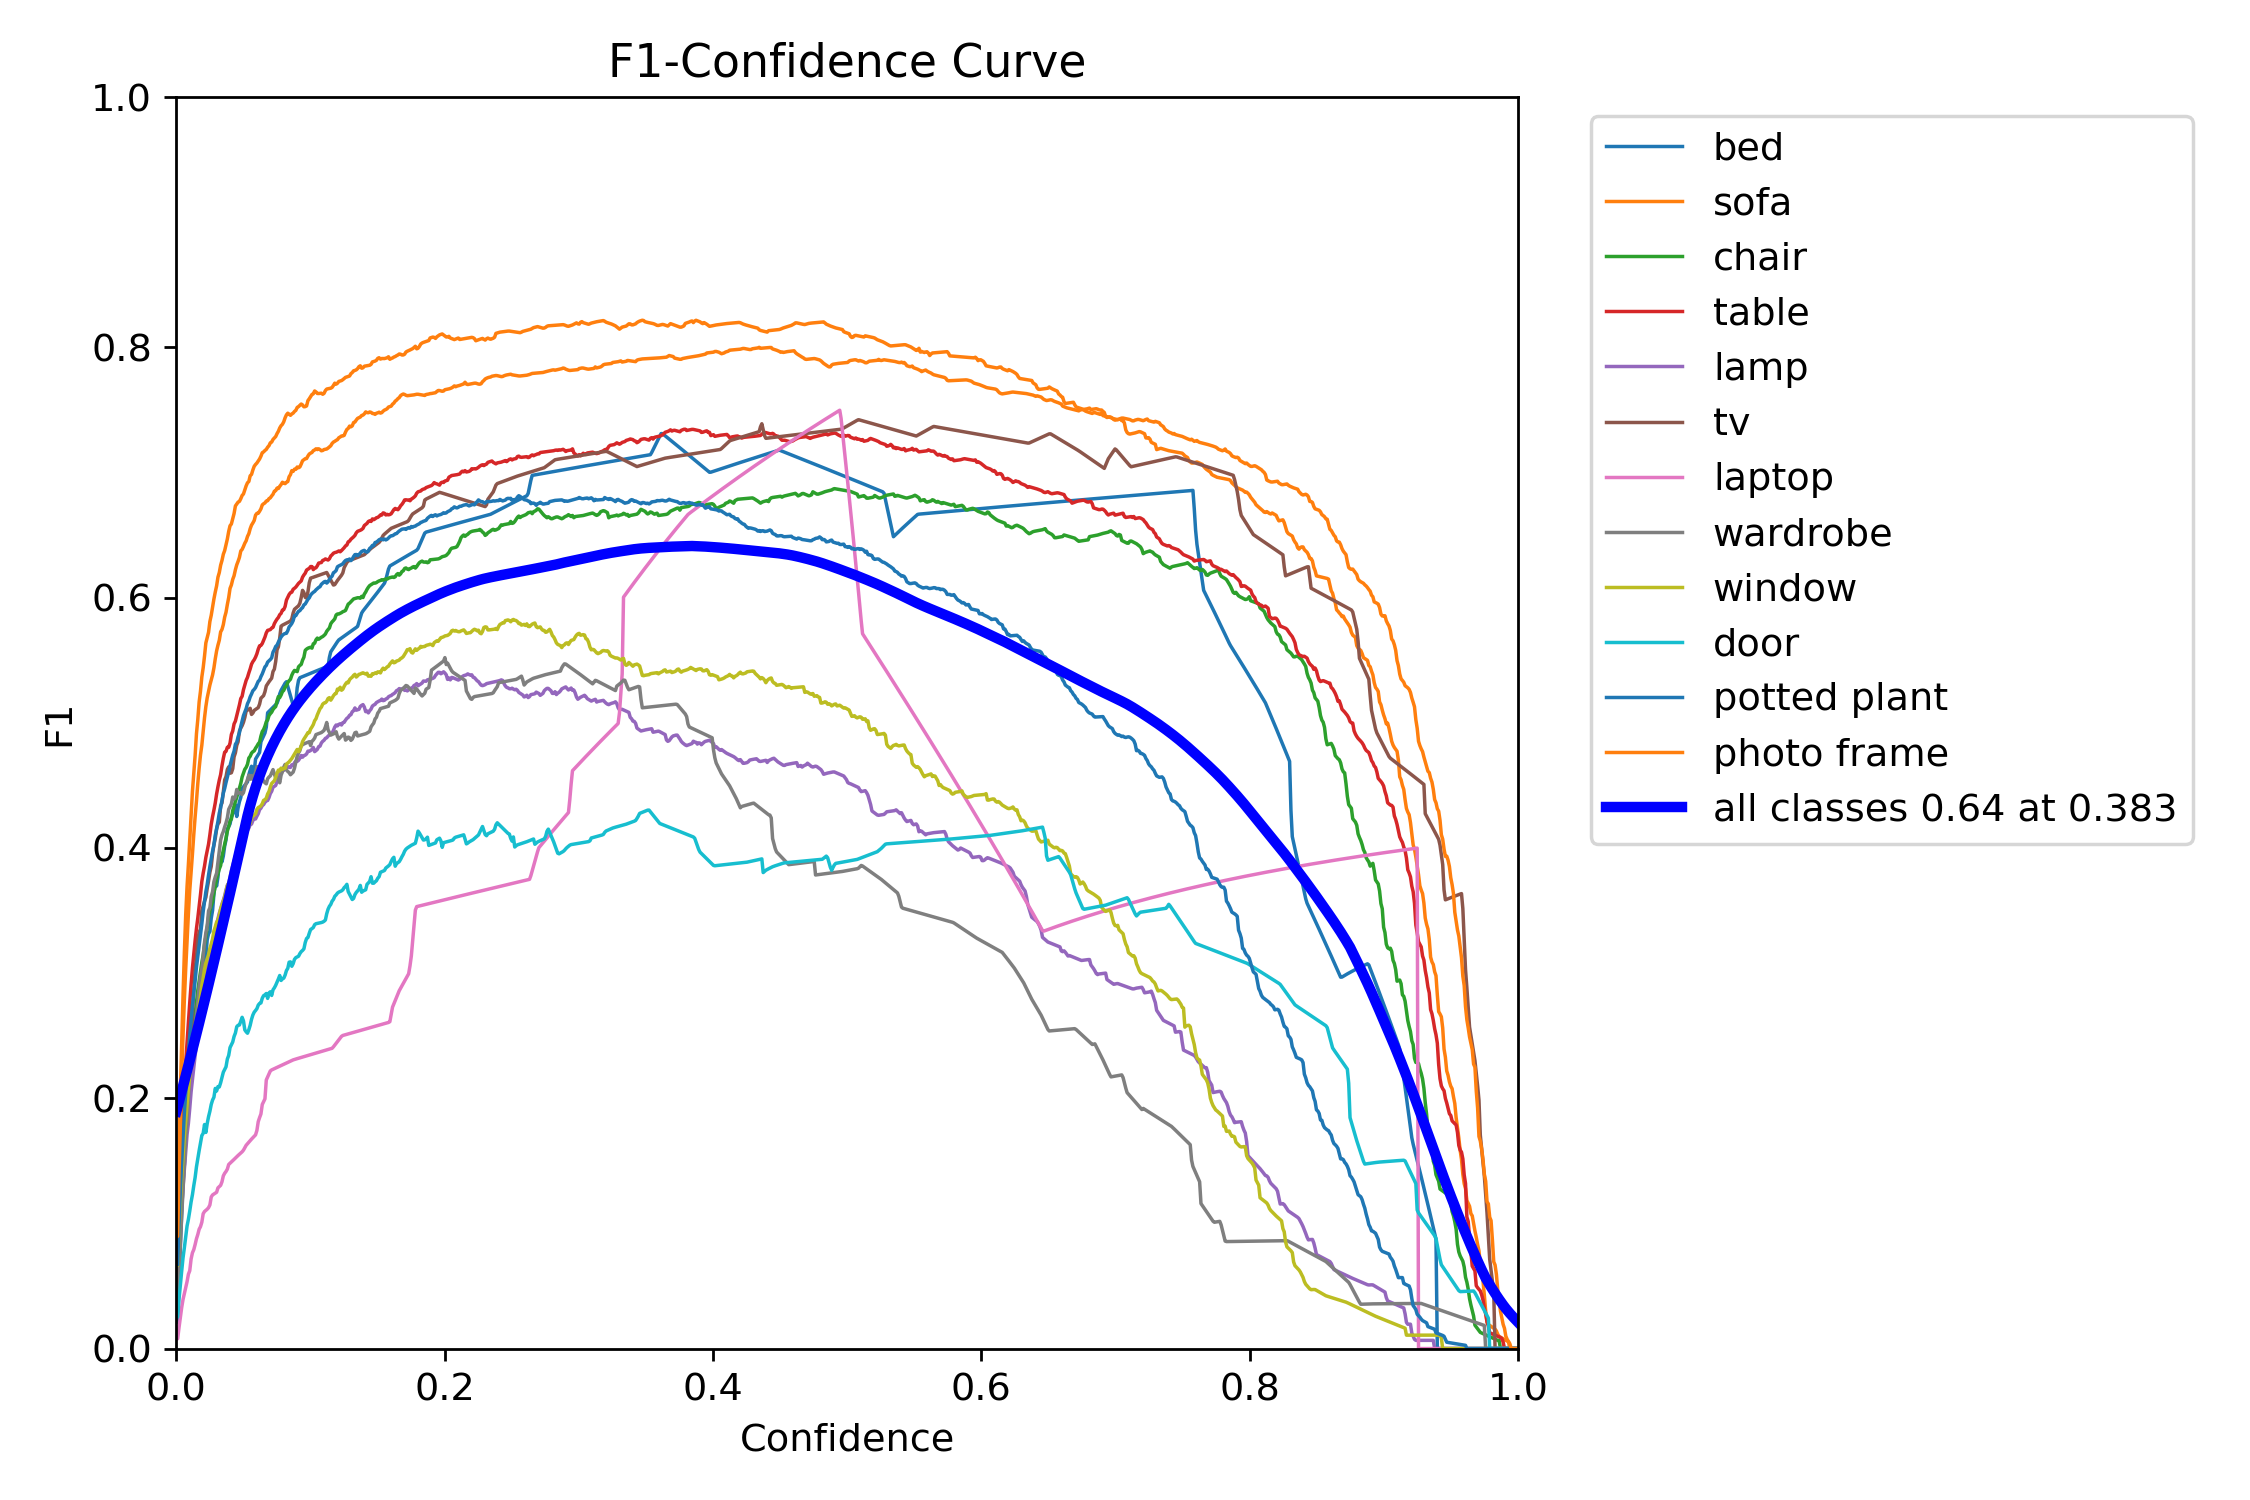 F1-Confidence Curve
1.0
0.8
0.6
0.4
0.2
0.0
F1
0.0 0.2 0.4 0.6 0.8 1.0
Confidence
bed
sofa
chair
table
lamp
tv
laptop
wardrobe
window
door
potted plant
photo frame
all classes 0.64 at 0.383